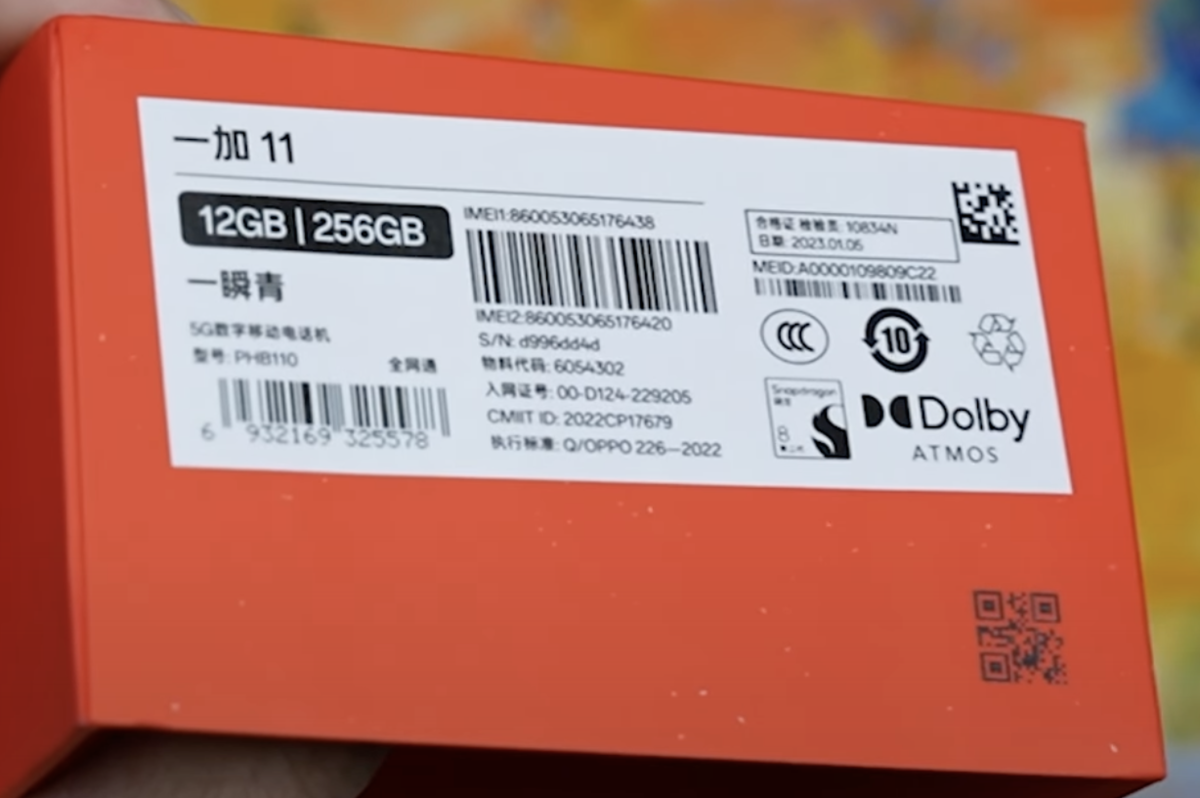 一加 11
12GB | 256GB
一瞬青
5G数字移动电话机
型号: PHB110 全网通
6 932169 325578
IMEI1:860053065176438
IMEI2:860053065176420
S/N: d996dd4d
物料代码: 6054302
入网证号: 00-D124-229205
CMIIT ID: 2022CP17679
执行标准: Q/OPPO 226—2022
合格证 检验员: 10834N
日期: 2023.01.05
MEID:A0000109809C22
CCC
10
Snapdragon
骁龙
8
Dolby
ATMOS